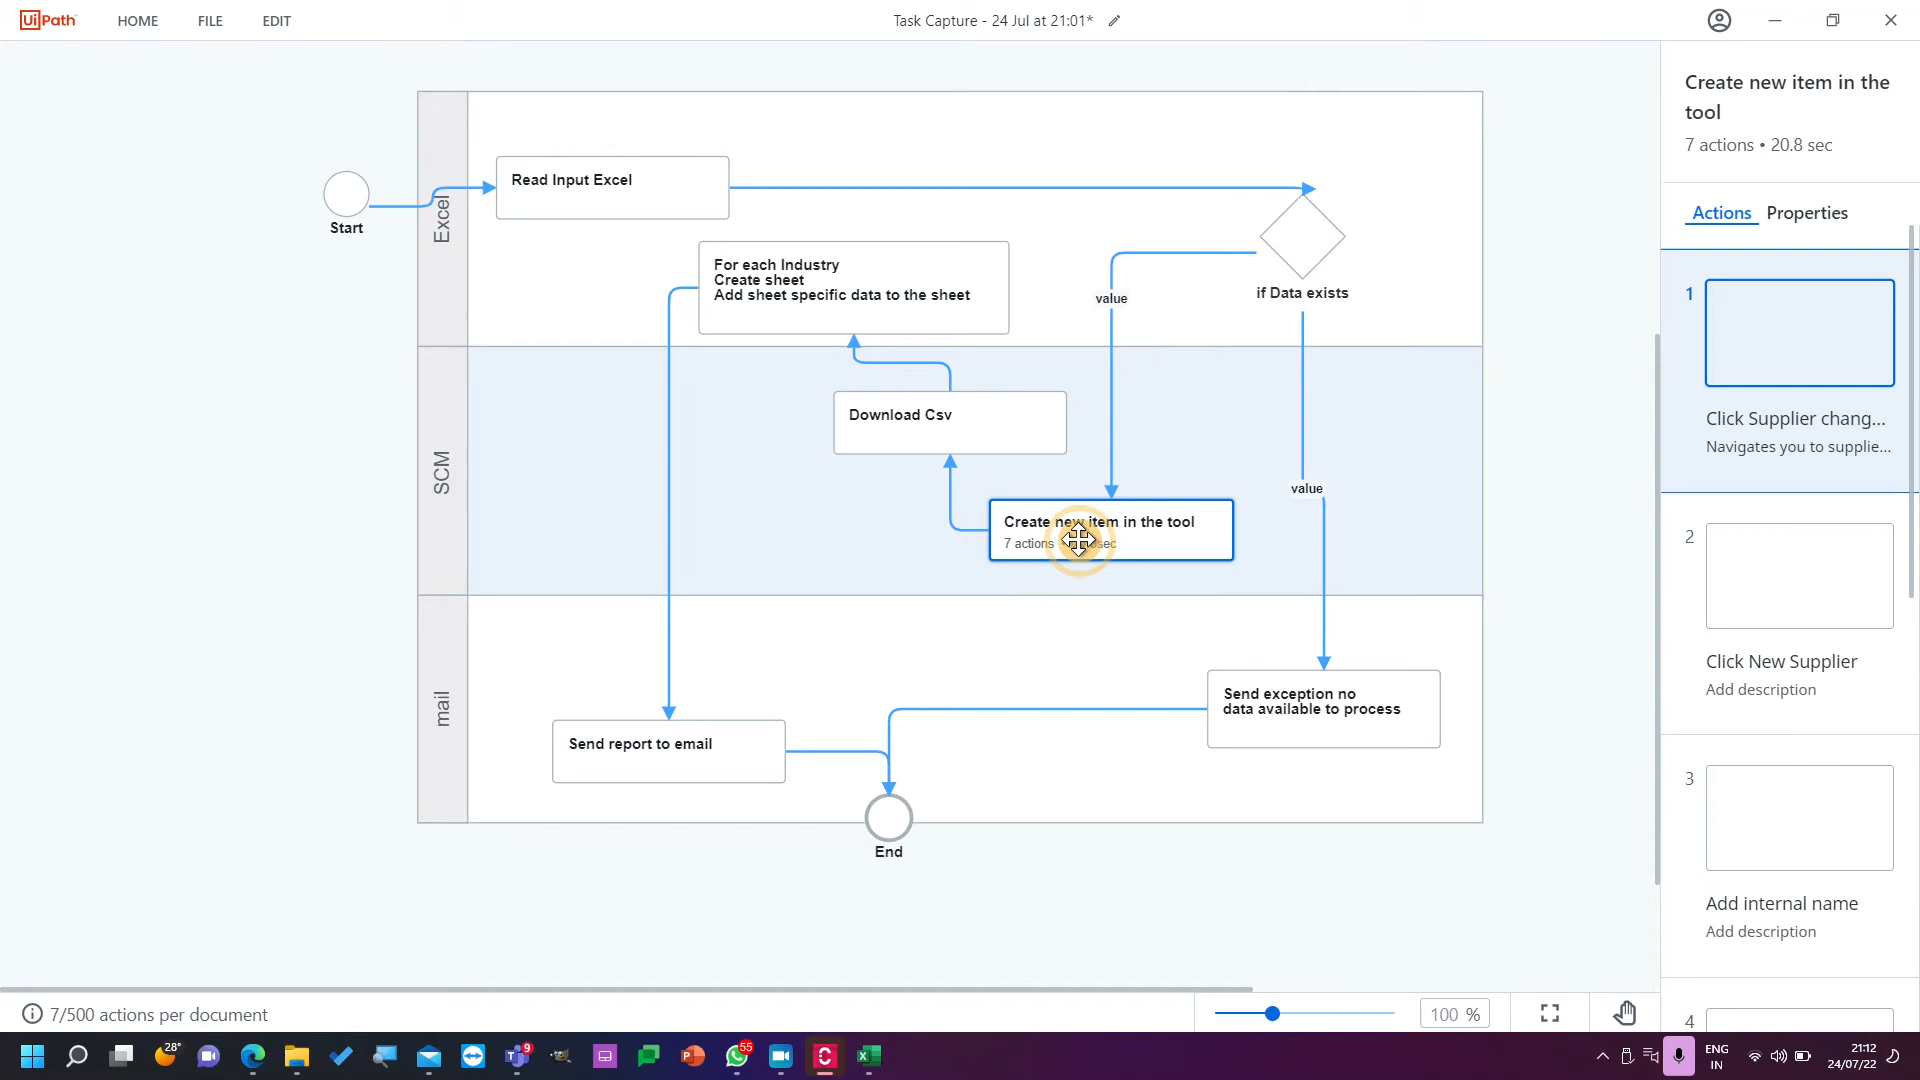 UiPath HOME FILE EDIT
Task Capture - 24 Jul at 21:01*
Start
Excel
Read Input Excel
For each Industry
Create sheet
Add sheet specific data to the sheet
value
if Data exists
SCM
Download Csv
value
Create new item in the tool
7 actions
sec
mail
Send exception no
data available to process
Send report to email
End
Create new item in the
tool
7 actions • 20.8 sec
Actions Properties
1
Click Supplier chang...
Navigates you to supplie...
2
Click New Supplier
Add description
3
Add internal name
Add description
4
7/500 actions per document
100 %
28°
9
55
ENG
IN
21:12
24/07/22